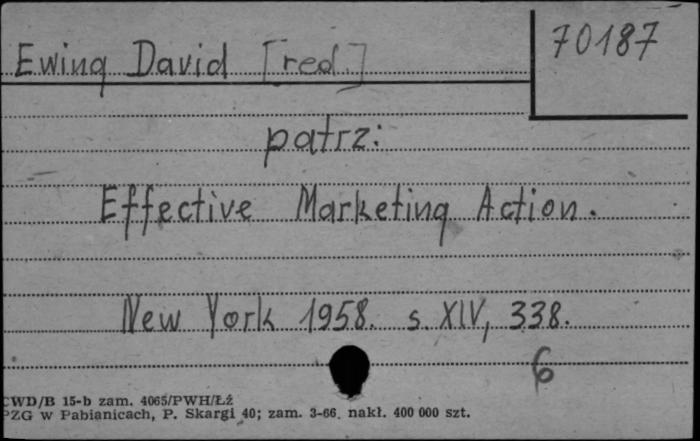 Ewing David [red.]
70187
patrz:
Effective Marketing Action.
New York 1958. s. XIV, 338.
6
CWD/B 15-b zam. 4065/PWH/Łź
PZG w Pabianicach, P. Skargi 40; zam. 3-66. nakł. 400 000 szt.